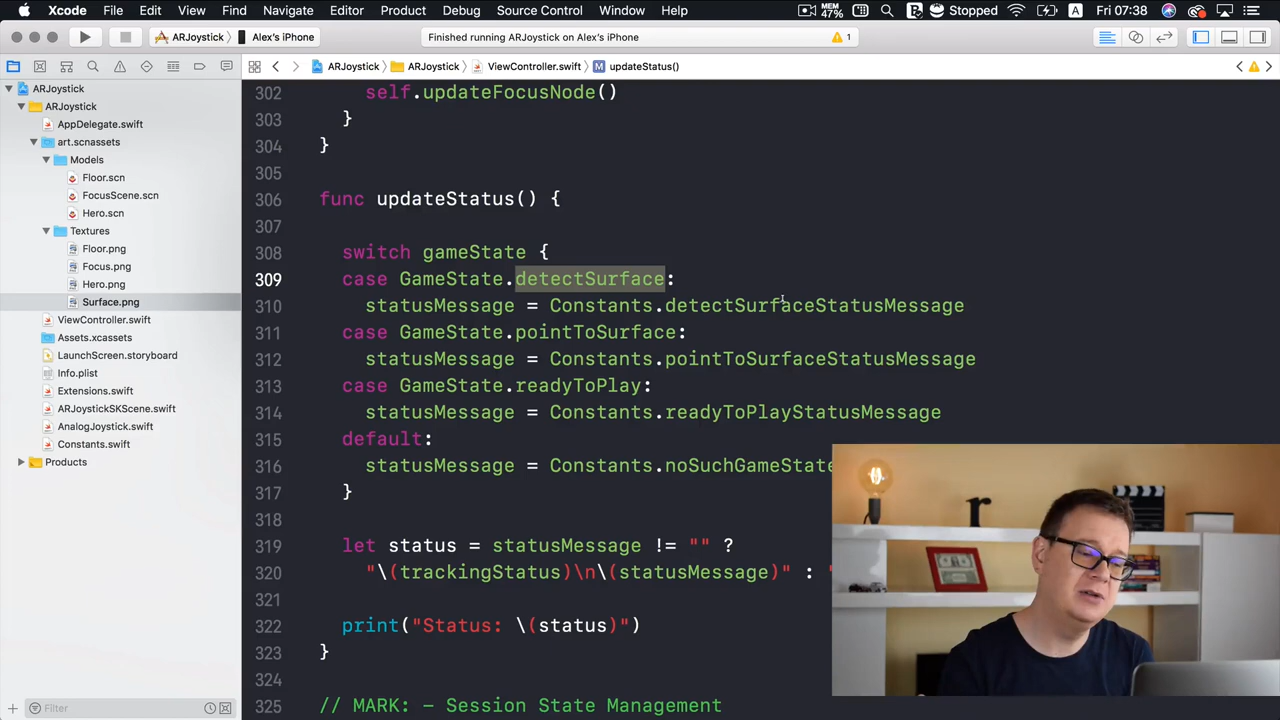 Xcode File Edit View Find Navigate Editor Product Debug Source Control Window Help MEM 47% Stopped A Fri 07:38
ARJoystick Alex's iPhone Finished running ARJoystick on Alex's iPhone 1
ARJoystick ARJoystick ViewController.swift M updateStatus()
ARJoystick
ARJoystick
AppDelegate.swift
art.scnassets
Models
Floor.scn
FocusScene.scn
Hero.scn
Textures
Floor.png
Focus.png
Hero.png
Surface.png
ViewController.swift
Assets.xcassets
LaunchScreen.storyboard
Info.plist
Extensions.swift
ARJoystickSKScene.swift
AnalogJoystick.swift
Constants.swift
Products
Filter
302 self.updateFocusNode()
303 }
304 }
305
306 func updateStatus() {
307
308 switch gameState {
309 case GameState.detectSurface:
310 statusMessage = Constants.detectSurfaceStatusMessage
311 case GameState.pointToSurface:
312 statusMessage = Constants.pointToSurfaceStatusMessage
313 case GameState.readyToPlay:
314 statusMessage = Constants.readyToPlayStatusMessage
315 default:
316 statusMessage = Constants.noSuchGameState
317 }
318
319 let status = statusMessage != "" ?
320 "\(trackingStatus)\n\(statusMessage)" : "
321
322 print("Status: \(status)")
323 }
324
325 // MARK: - Session State Management